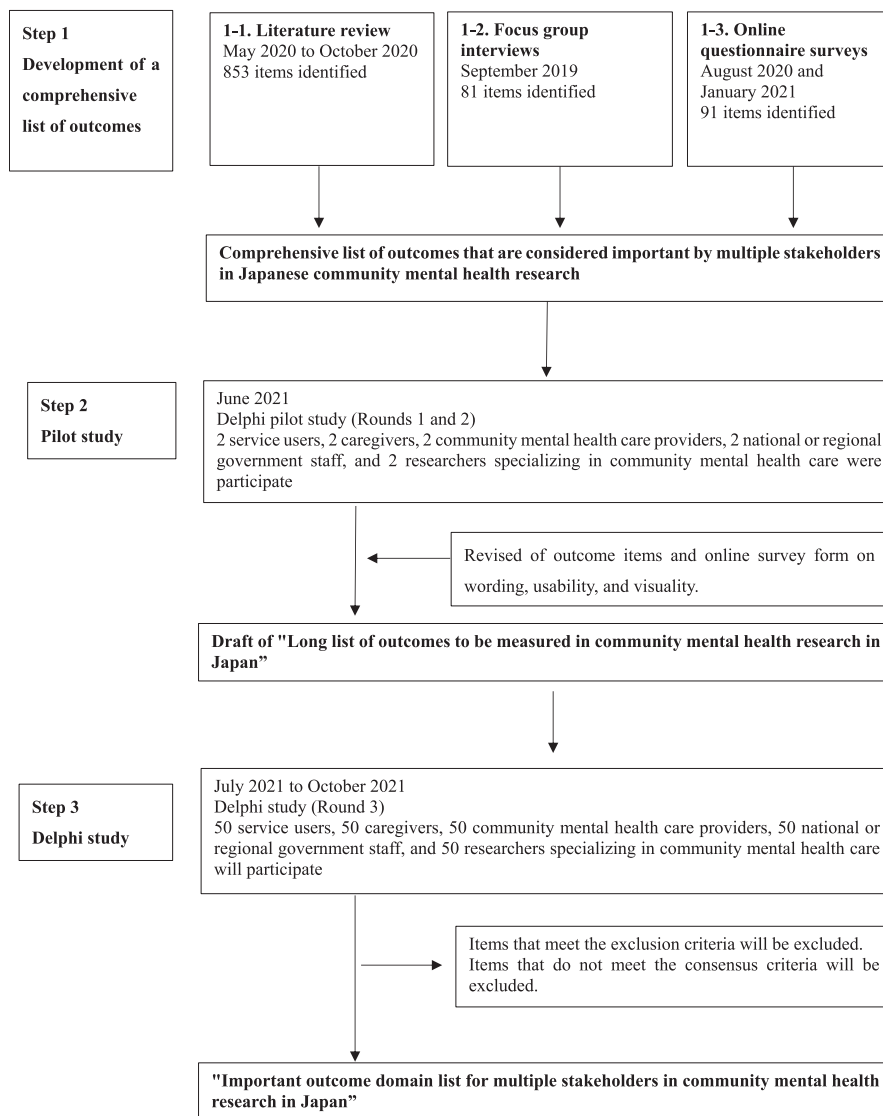 Step 1
Development of a
comprehensive
list of outcomes
1-1. Literature review
May 2020 to October 2020
853 items identified
1-2. Focus group
interviews
September 2019
81 items identified
1-3. Online
questionnaire surveys
August 2020 and
January 2021
91 items identified
Comprehensive list of outcomes that are considered important by multiple stakeholders
in Japanese community mental health research
Step 2
Pilot study
June 2021
Delphi pilot study (Rounds 1 and 2)
2 service users, 2 caregivers, 2 community mental health care providers, 2 national or regional
government staff, and 2 researchers specializing in community mental health care were
participate
Revised of outcome items and online survey form on
wording, usability, and visuality.
Draft of "Long list of outcomes to be measured in community mental health research in
Japan”
Step 3
Delphi study
July 2021 to October 2021
Delphi study (Round 3)
50 service users, 50 caregivers, 50 community mental health care providers, 50 national or
regional government staff, and 50 researchers specializing in community mental health care
will participate
Items that meet the exclusion criteria will be excluded.
Items that do not meet the consensus criteria will be
excluded.
"Important outcome domain list for multiple stakeholders in community mental health
research in Japan”